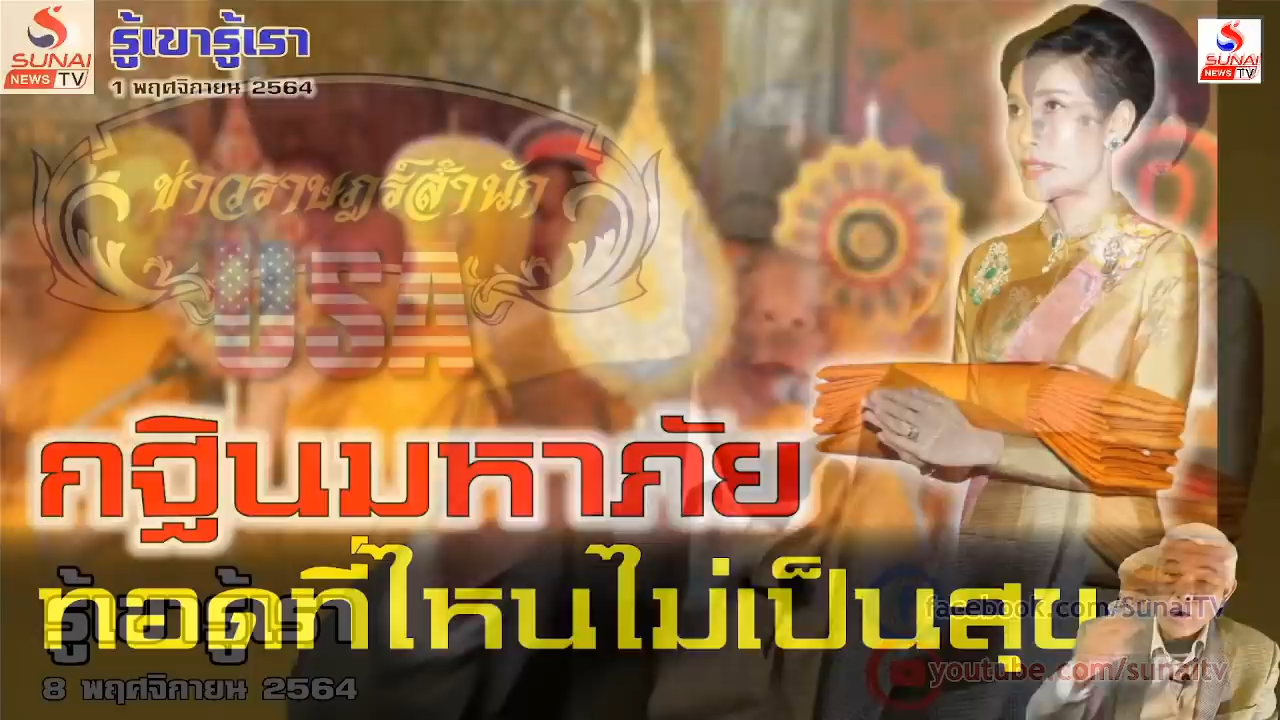 SUNAI
NEWS TV
รู้เขารู้เรา
1 พฤศจิกายน 2564
SUNAI
NEWS TV
ข่าวราษฎร์สำนัก
USA
กฐินมหาภัย
ทอดที่ไหนไม่เป็นสุข
รู้เขารู้เรา
8 พฤศจิกายน 2564
facebook.com/SunaiTV
youtube.com/sunaitv